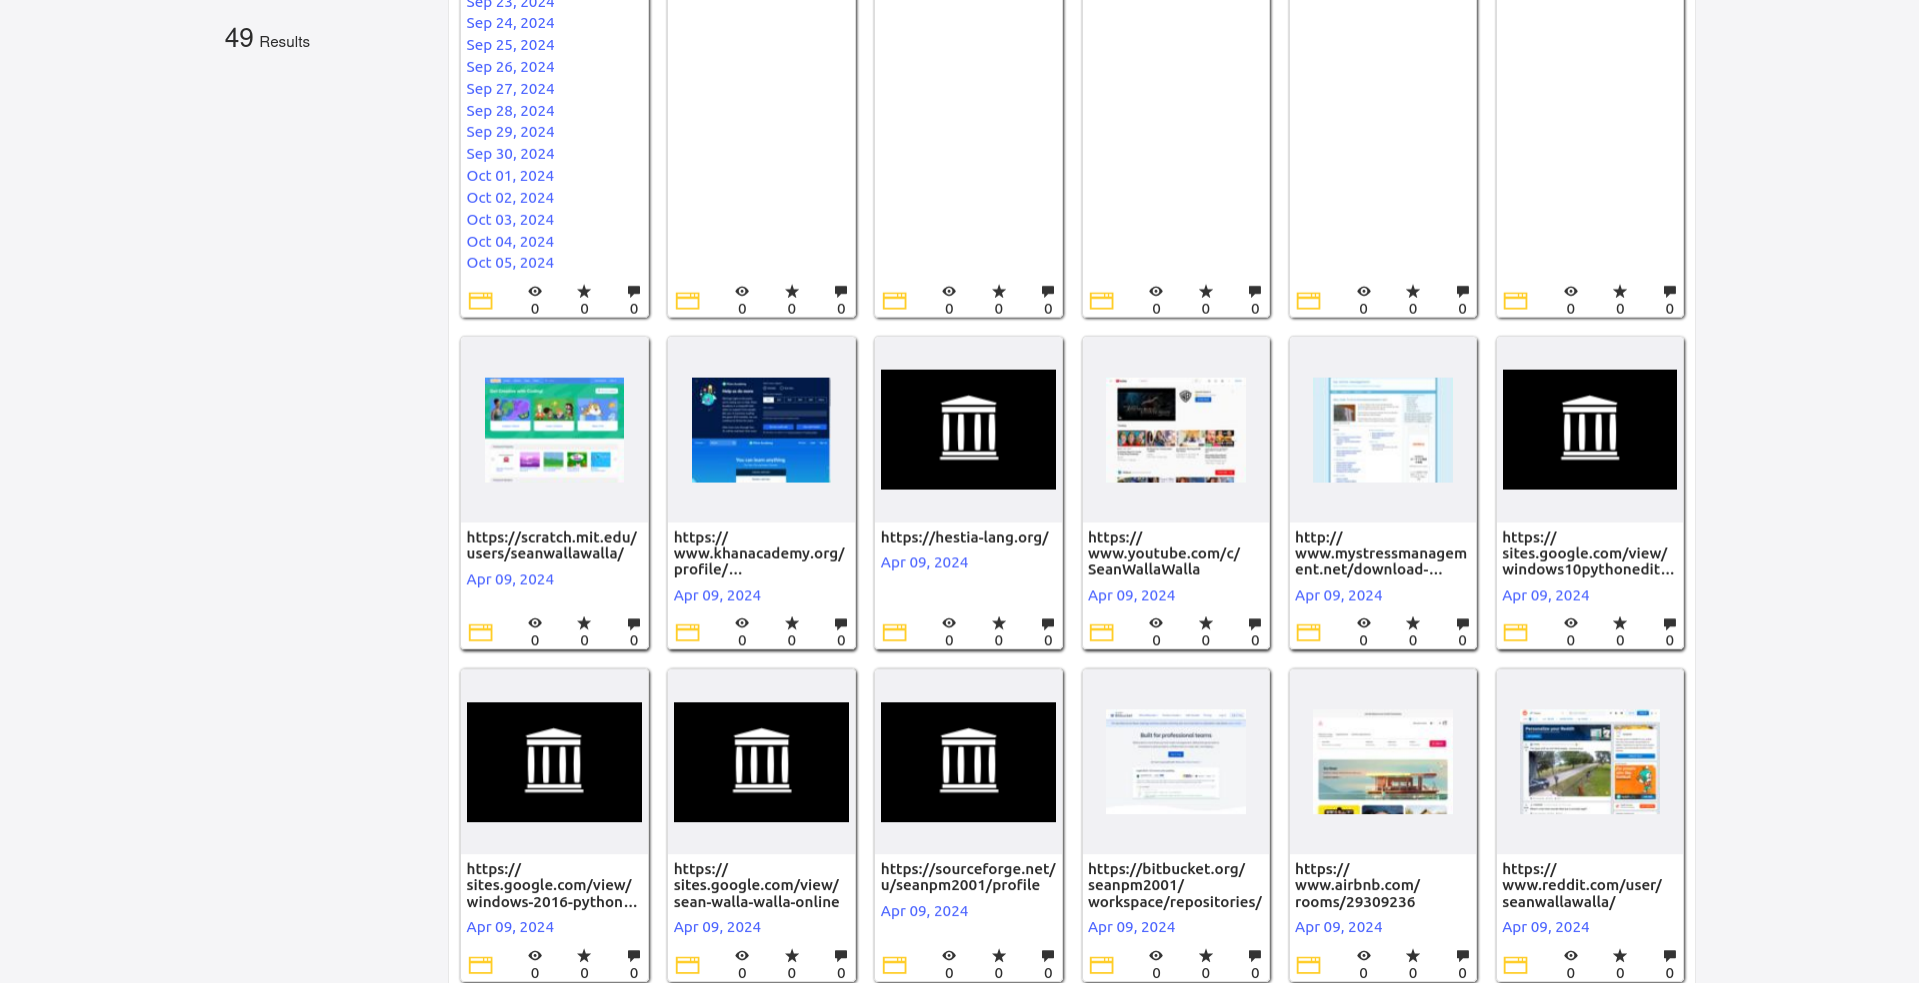 49 Results
Sep 23, 2024
Sep 24, 2024
Sep 25, 2024
Sep 26, 2024
Sep 27, 2024
Sep 28, 2024
Sep 29, 2024
Sep 30, 2024
Oct 01, 2024
Oct 02, 2024
Oct 03, 2024
Oct 04, 2024
Oct 05, 2024
0 0 0
0 0 0
0 0 0
0 0 0
0 0 0
0 0 0
https://scratch.mit.edu/
users/seanwallawalla/
Apr 09, 2024
0 0 0
https://
www.khanacademy.org/
profile/...
Apr 09, 2024
0 0 0
https://hestia-lang.org/
Apr 09, 2024
0 0 0
https://
www.youtube.com/c/
SeanWallaWalla
Apr 09, 2024
0 0 0
http://
www.mystressmanagem
ent.net/download-...
Apr 09, 2024
0 0 0
https://
sites.google.com/view/
windows10pythonedit...
Apr 09, 2024
0 0 0
https://
sites.google.com/view/
windows-2016-python...
Apr 09, 2024
0 0 0
https://
sites.google.com/view/
sean-walla-walla-online
Apr 09, 2024
0 0 0
https://sourceforge.net/
u/seanpm2001/profile
Apr 09, 2024
0 0 0
Built for professional teams
https://bitbucket.org/
seanpm2001/
workspace/repositories/
Apr 09, 2024
0 0 0
https://
www.airbnb.com/
rooms/29309236
Apr 09, 2024
0 0 0
https://
www.reddit.com/user/
seanwallawalla/
Apr 09, 2024
0 0 0